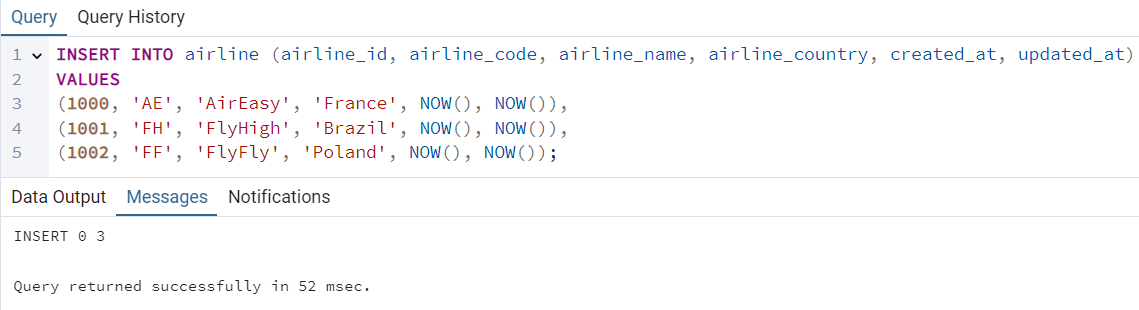 Query Query History
1 INSERT INTO airline (airline_id, airline_code, airline_name, airline_country, created_at, updated_at)
2 VALUES
3 (1000, 'AE', 'AirEasy', 'France', NOW(), NOW()),
4 (1001, 'FH', 'FlyHigh', 'Brazil', NOW(), NOW()),
5 (1002, 'FF', 'FlyFly', 'Poland', NOW(), NOW());
Data Output Messages Notifications
INSERT 0 3
Query returned successfully in 52 msec.